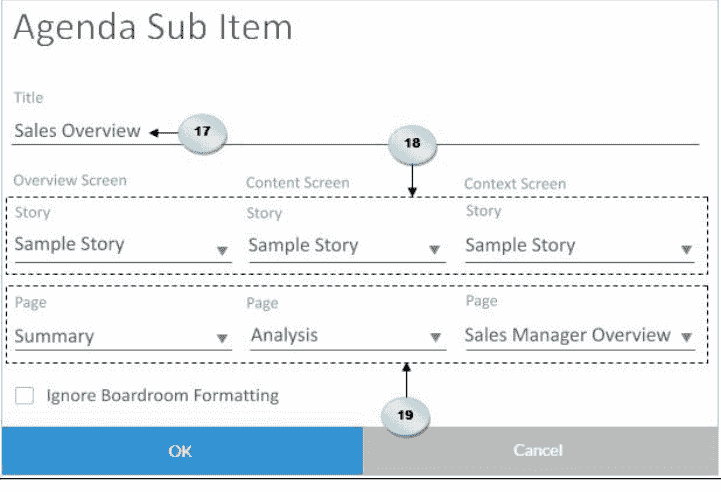 Agenda Sub Item
Title
Sales Overview 17
18
Overview Screen Content Screen Context Screen
Story Story Story
Sample Story Sample Story Sample Story
Page Page Page
Summary Analysis Sales Manager Overview
Ignore Boardroom Formatting
19
OK Cancel